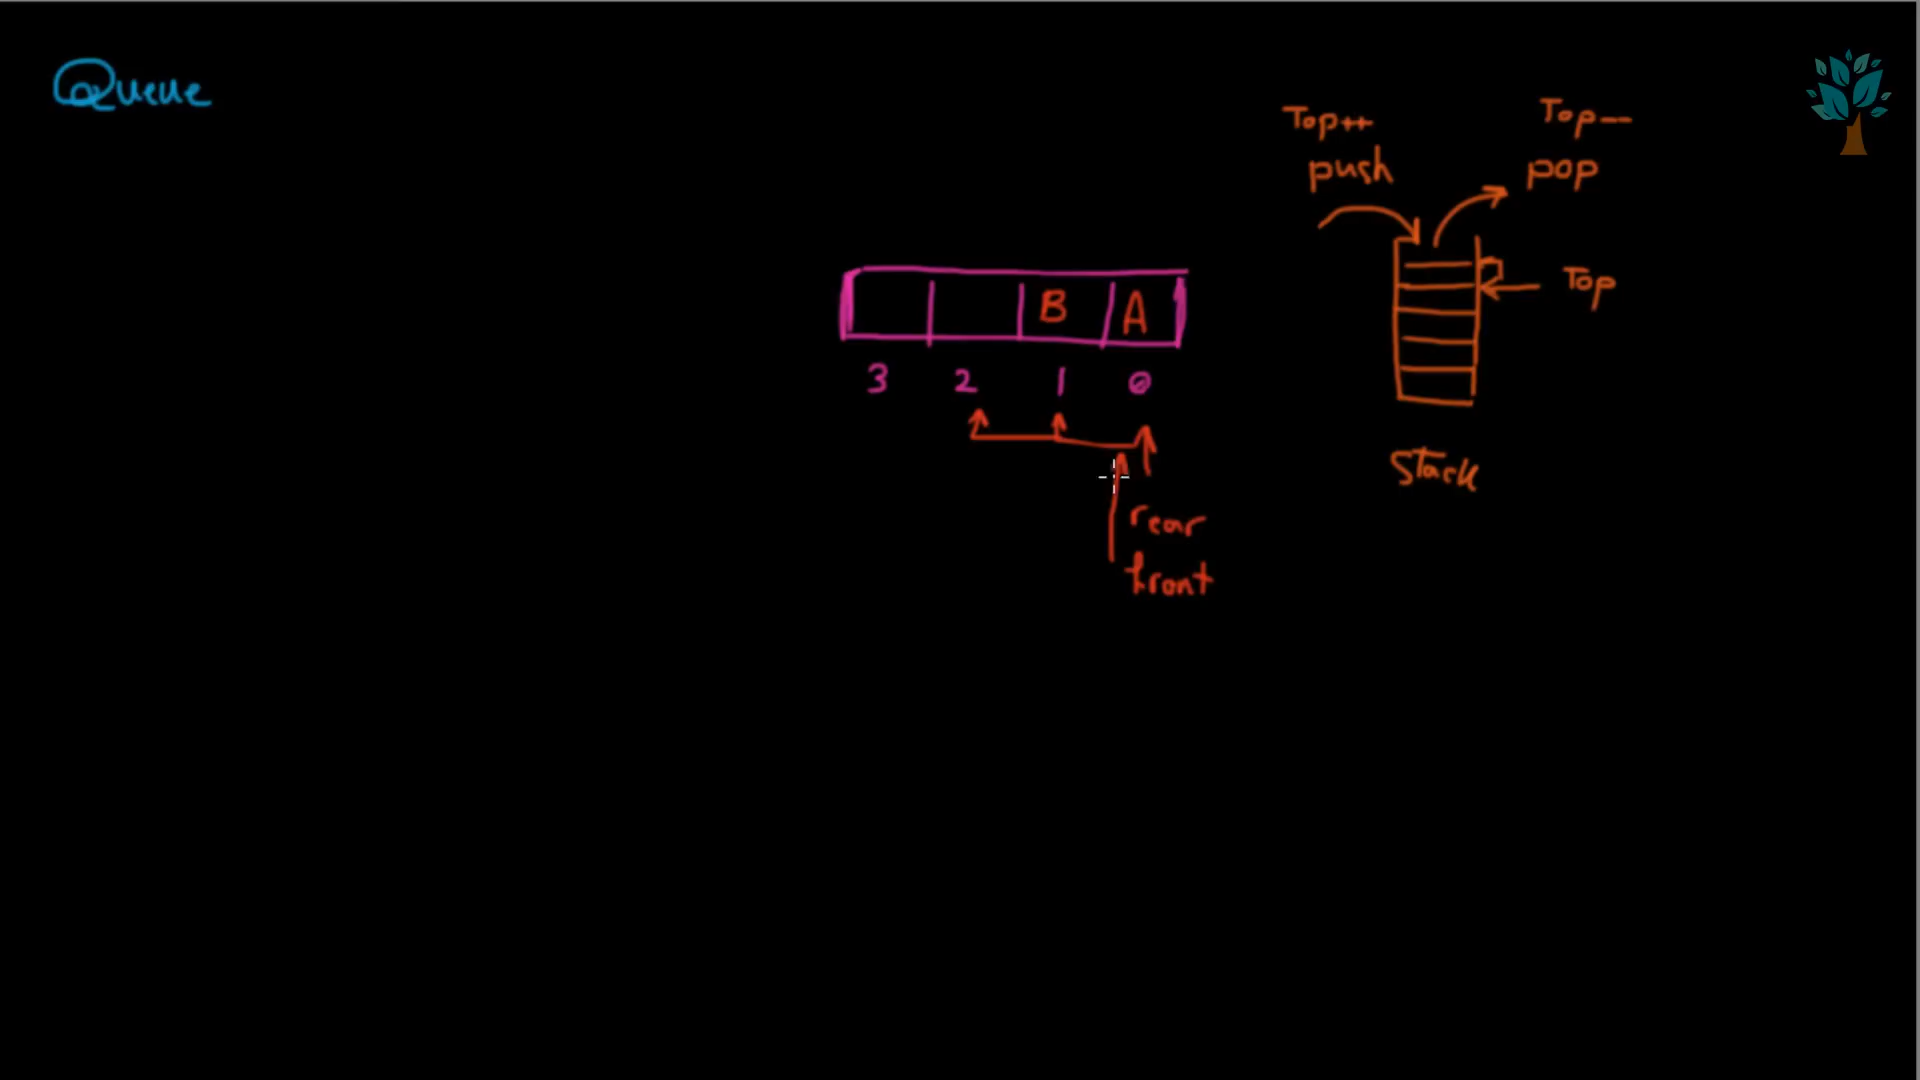 Queue
Top++
push
Top--
pop
B A
Top
3 2 1 0
Stack
rear
front